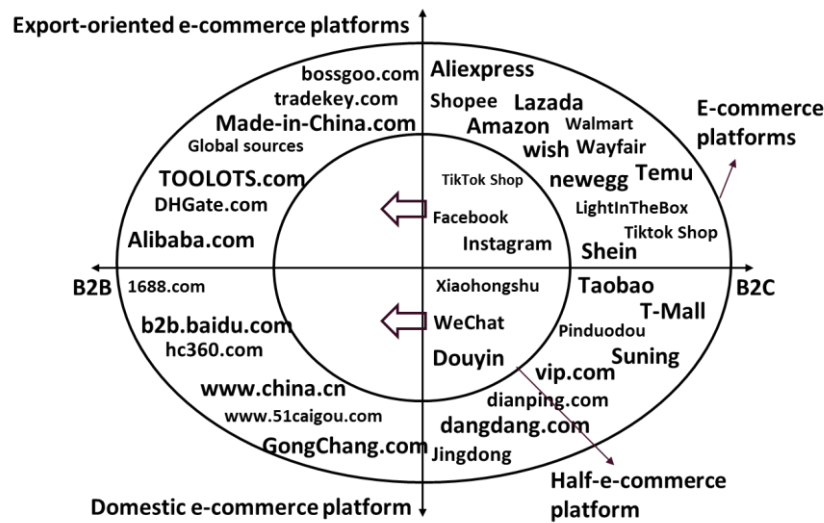 Export-oriented e-commerce platforms
bossgoo.com
Aliexpress
tradekey.com
Shopee Lazada
Made-in-China.com
Amazon Walmart
E-commerce
platforms
Global sources
wish Wayfair
TOOLOTS.com
TikTok Shop
newegg Temu
DHGate.com
Facebook
LightInTheBox
Alibaba.com
Instagram
Tiktok Shop
Shein
B2B
1688.com
Xiaohongshu
Taobao
B2C
T-Mall
b2b.baidu.com
WeChat
Pinduodou
hc360.com
Douyin
Suning
vip.com
www.china.cn
dianping.com
www.51caigou.com
dangdang.com
GongChang.com
Jingdong
Half-e-commerce
platform
Domestic e-commerce platform